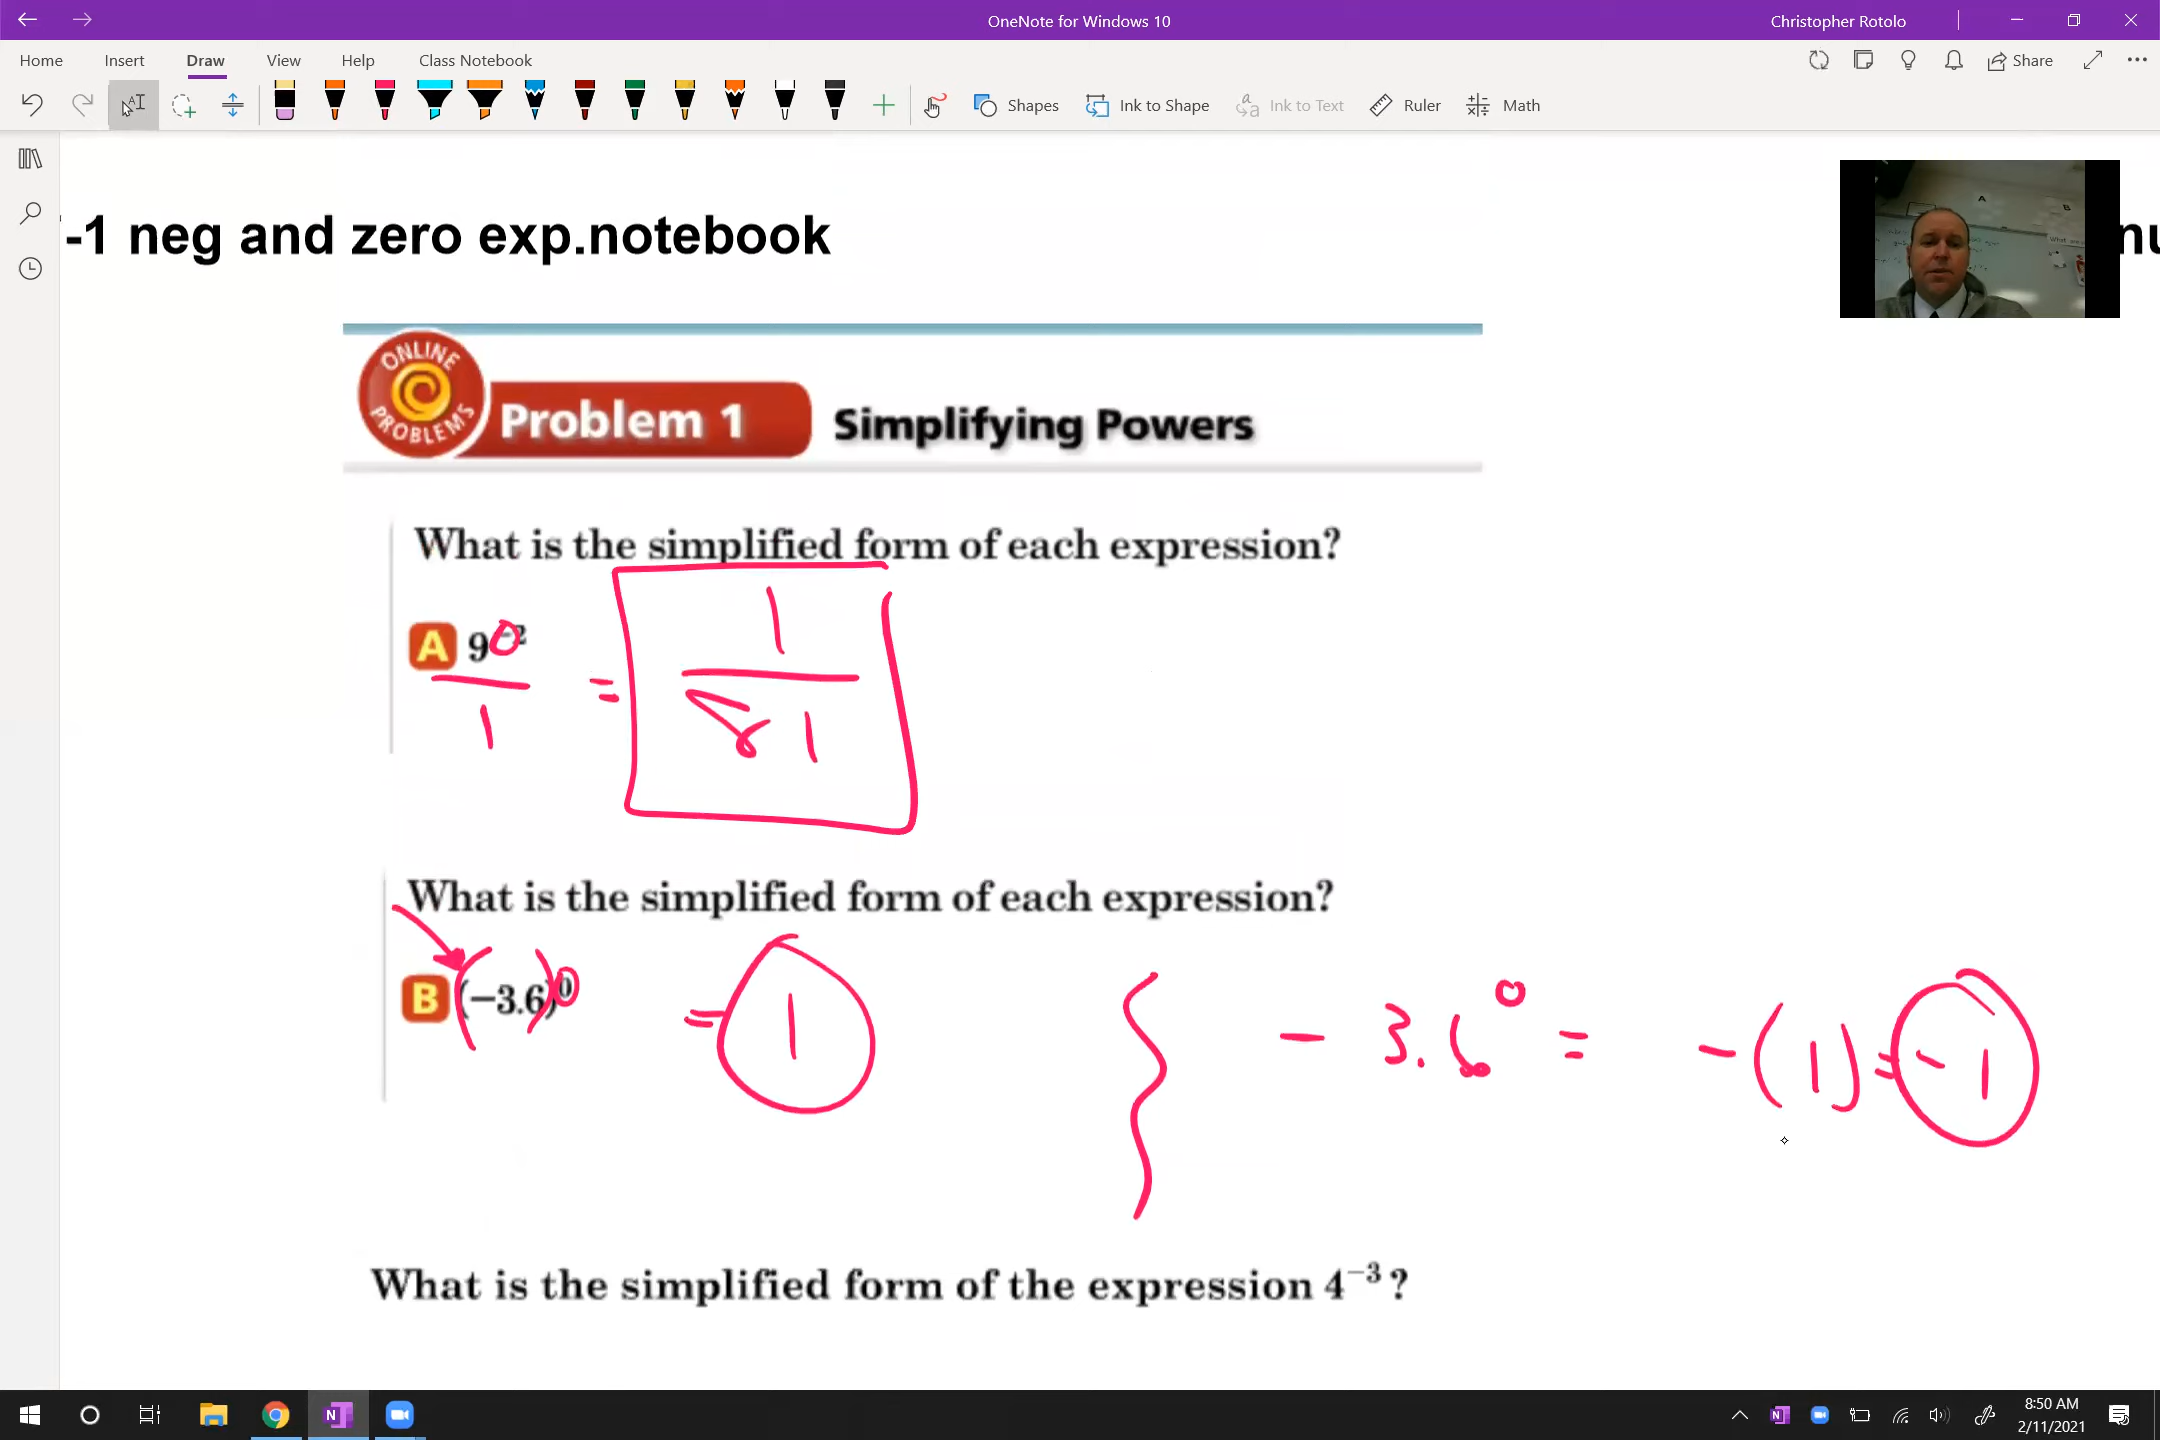 OneNote for Windows 10
Christopher Rotolo
Home Insert Draw View Help Class Notebook
Share
Shapes Ink to Shape Ink to Text Ruler Math
-1 neg and zero exp.notebook
ONLINE PROBLEMS
Problem 1 Simplifying Powers
What is the simplified form of each expression?
A 9⁻²
1
= 1
81
What is the simplified form of each expression?
B (−3.6)⁰ = 1
- 3.6⁰ = - (1) = - 1
What is the simplified form of the expression 4⁻³?
8:50 AM
2/11/2021